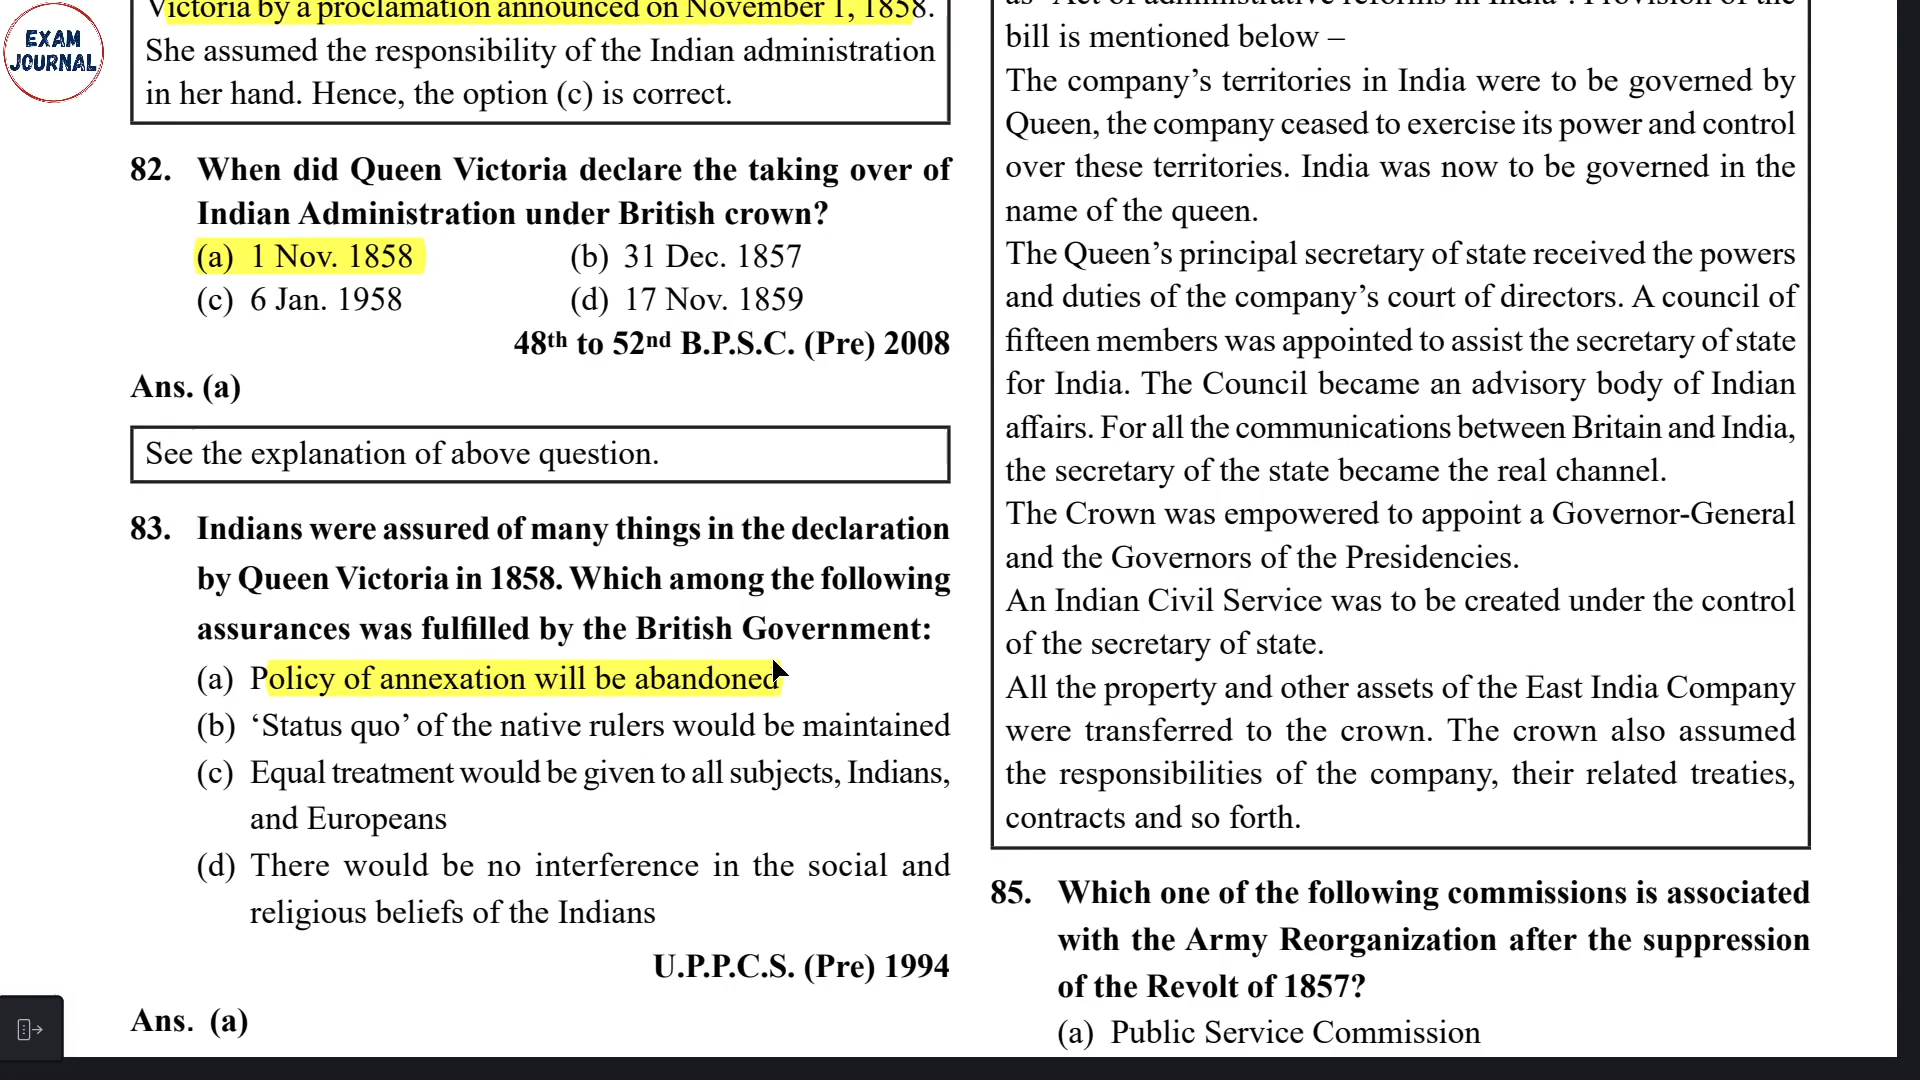 EXAM
JOURNAL
Victoria by a proclamation announced on November 1, 1858.
She assumed the responsibility of the Indian administration
in her hand. Hence, the option (c) is correct.
82. When did Queen Victoria declare the taking over of
Indian Administration under British crown?
(a) 1 Nov. 1858 (b) 31 Dec. 1857
(c) 6 Jan. 1958 (d) 17 Nov. 1859
48th to 52nd B.P.S.C. (Pre) 2008
Ans. (a)
See the explanation of above question.
83. Indians were assured of many things in the declaration
by Queen Victoria in 1858. Which among the following
assurances was fulfilled by the British Government:
(a) Policy of annexation will be abandoned
(b) ‘Status quo’ of the native rulers would be maintained
(c) Equal treatment would be given to all subjects, Indians,
and Europeans
(d) There would be no interference in the social and
religious beliefs of the Indians
U.P.P.C.S. (Pre) 1994
Ans. (a)
as ‘Act of administrative reforms in India’. Provision of the
bill is mentioned below –
The company’s territories in India were to be governed by
Queen, the company ceased to exercise its power and control
over these territories. India was now to be governed in the
name of the queen.
The Queen’s principal secretary of state received the powers
and duties of the company’s court of directors. A council of
fifteen members was appointed to assist the secretary of state
for India. The Council became an advisory body of Indian
affairs. For all the communications between Britain and India,
the secretary of the state became the real channel.
The Crown was empowered to appoint a Governor-General
and the Governors of the Presidencies.
An Indian Civil Service was to be created under the control
of the secretary of state.
All the property and other assets of the East India Company
were transferred to the crown. The crown also assumed
the responsibilities of the company, their related treaties,
contracts and so forth.
85. Which one of the following commissions is associated
with the Army Reorganization after the suppression
of the Revolt of 1857?
(a) Public Service Commission